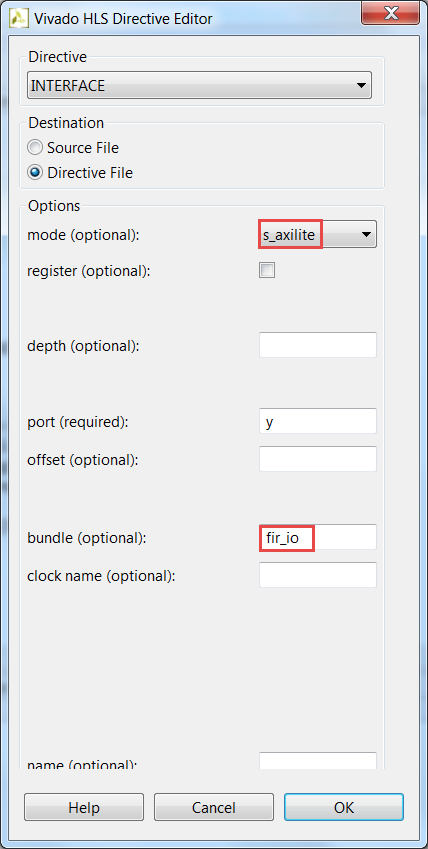 Vivado HLS Directive Editor
Directive
INTERFACE
Destination
Source File
Directive File
Options
mode (optional): s_axilite
register (optional):
depth (optional):
port (required): y
offset (optional):
bundle (optional): fir_io
clock name (optional):
name (optional):
Help Cancel OK